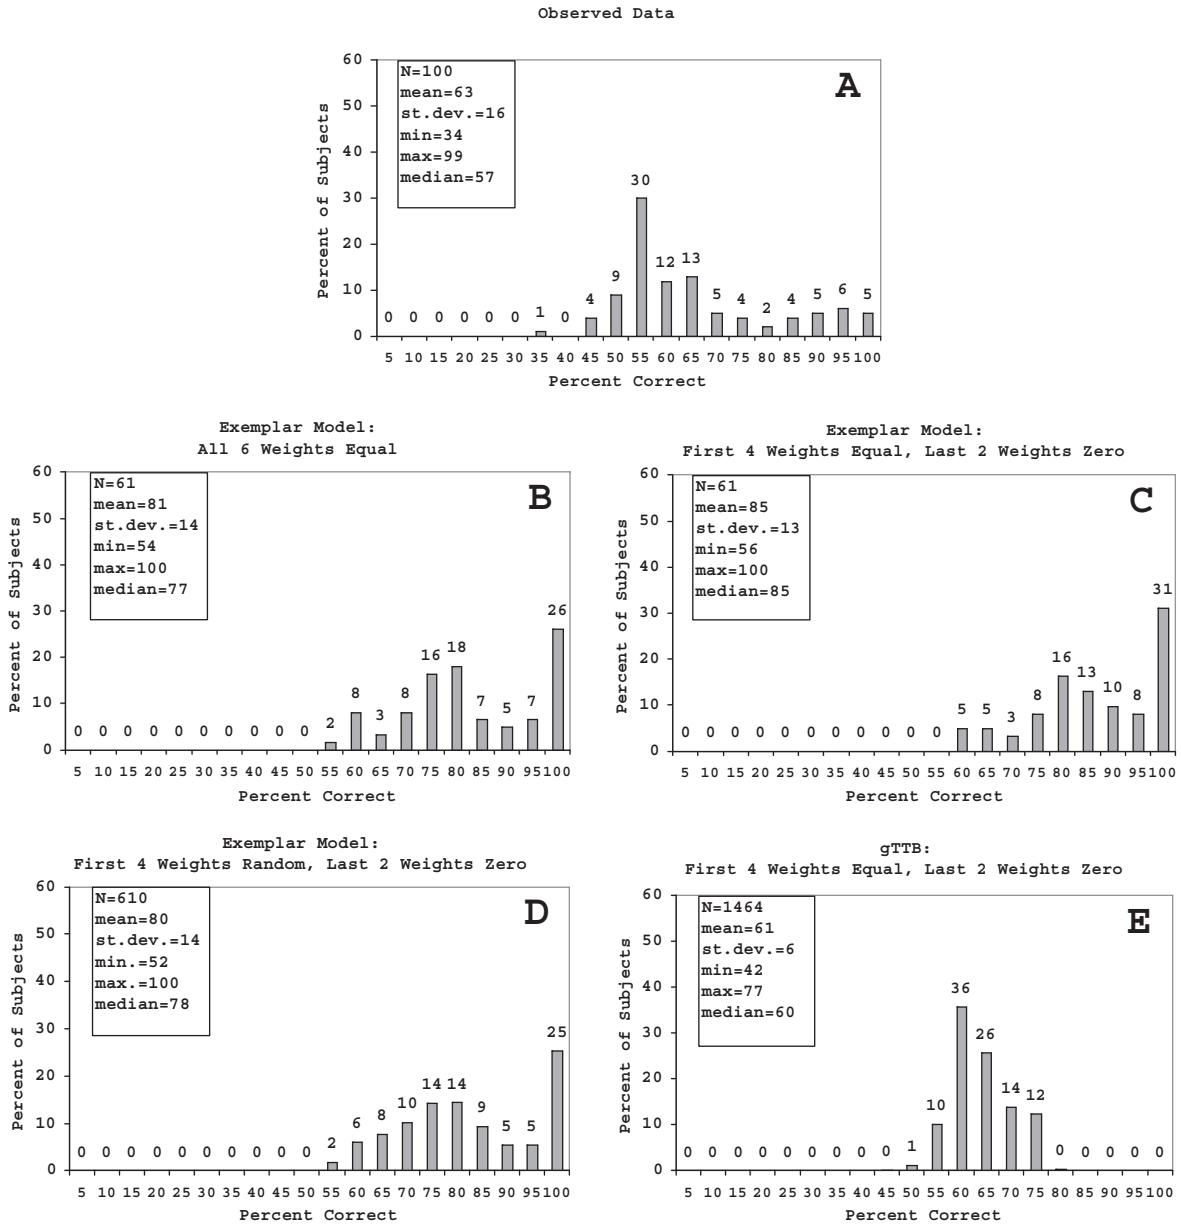 Observed Data
A
N=100
mean=63
st.dev.=16
min=34
max=99
median=57
Percent of Subjects
60
50
40
30
20
10
0
0 0 0 0 0 0 1 0 4 9 30 12 13 5 4 2 4 5 6 5
5 10 15 20 25 30 35 40 45 50 55 60 65 70 75 80 85 90 95 100
Percent Correct
Exemplar Model:
All 6 Weights Equal
B
N=61
mean=81
st.dev.=14
min=54
max=100
median=77
Percent of Subjects
60
50
40
30
20
10
0
0 0 0 0 0 0 0 0 0 0 2 8 3 8 16 18 7 5 7 26
5 10 15 20 25 30 35 40 45 50 55 60 65 70 75 80 85 90 95 100
Percent Correct
Exemplar Model:
First 4 Weights Equal, Last 2 Weights Zero
C
N=61
mean=85
st.dev.=13
min=56
max=100
median=85
Percent of Subjects
60
50
40
30
20
10
0
0 0 0 0 0 0 0 0 0 0 0 5 5 3 8 16 13 10 8 31
5 10 15 20 25 30 35 40 45 50 55 60 65 70 75 80 85 90 95 100
Percent Correct
Exemplar Model:
First 4 Weights Random, Last 2 Weights Zero
D
N=610
mean=80
st.dev.=14
min.=52
max.=100
median=78
Percent of Subjects
60
50
40
30
20
10
0
0 0 0 0 0 0 0 0 0 0 2 6 8 10 14 14 9 5 5 25
5 10 15 20 25 30 35 40 45 50 55 60 65 70 75 80 85 90 95 100
Percent Correct
gTTB:
First 4 Weights Equal, Last 2 Weights Zero
E
N=1464
mean=61
st.dev.=6
min=42
max=77
median=60
Percent of Subjects
60
50
40
30
20
10
0
0 0 0 0 0 0 0 0 0 1 10 36 26 14 12 0 0 0 0 0
5 10 15 20 25 30 35 40 45 50 55 60 65 70 75 80 85 90 95 100
Percent Correct